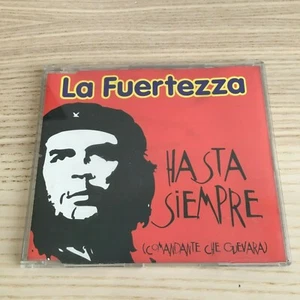 La Fuertezza
HASTA
SiEMPRE
(COMANDANTE CHE GUEVARA)